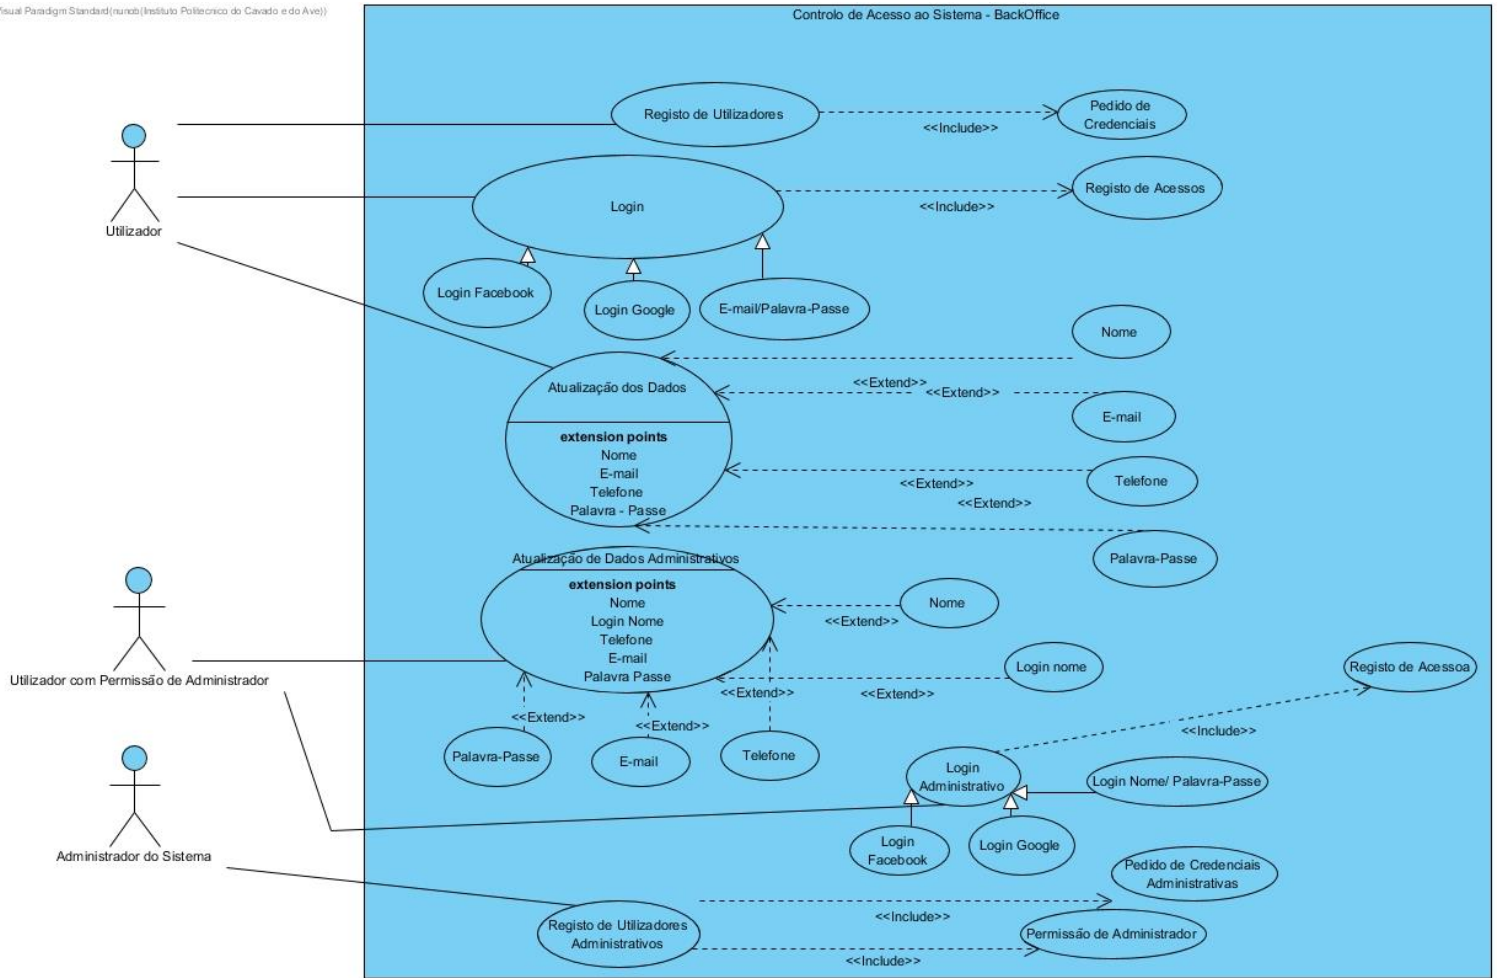 Visual Paradigm Standard(nunob(Instituto Politecnico do Cavado e do Ave))
Controlo de Acesso ao Sistema - BackOffice
Registo de Utilizadores
<<Include>>
Pedido de
Credenciais
Utilizador
Login
<<Include>>
Registo de Acessos
Login Facebook
Login Google
E-mail/Palavra-Passe
Nome
Atualização dos Dados
<<Extend>>
<<Extend>>
E-mail
extension points
Nome
E-mail
Telefone
Palavra - Passe
<<Extend>>
Telefone
<<Extend>>
Palavra-Passe
Atualização de Dados Administrativos
extension points
Nome
Login Nome
Telefone
E-mail
Palavra Passe
Nome
<<Extend>>
Login nome
Registo de Acessoa
Utilizador com Permissão de Administrador
<<Extend>>
<<Extend>>
<<Extend>>
<<Extend>>
<<Include>>
Palavra-Passe
E-mail
Telefone
Login
Administrativo
Login Nome/ Palavra-Passe
Login
Facebook
Login Google
Administrador do Sistema
Pedido de Credenciais
Administrativas
<<Include>>
Registo de Utilizadores
Administrativos
Permissão de Administrador
<<Include>>